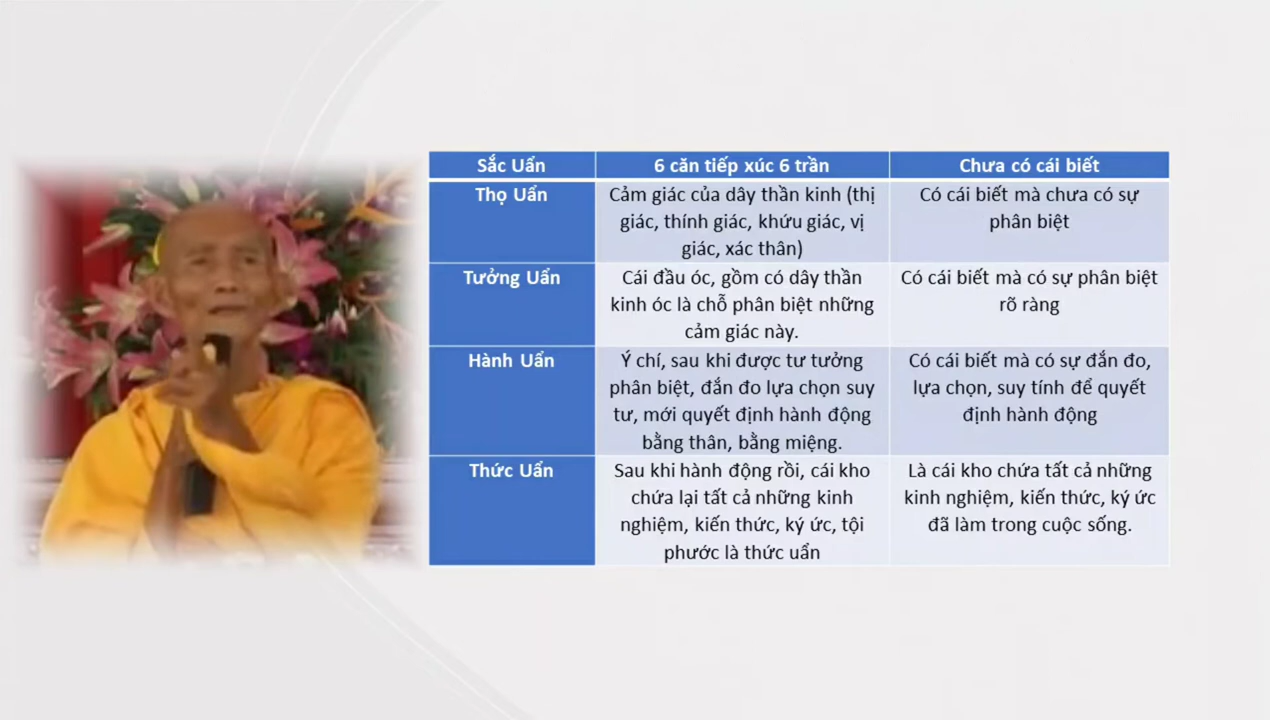 Sắc Uẩn
6 căn tiếp xúc 6 trần
Chưa có cái biết
Thọ Uẩn
Cảm giác của dây thần kinh (thị
giác, thính giác, khứu giác, vị
giác, xác thân)
Có cái biết mà chưa có sự
phân biệt
Tưởng Uẩn
Cái đầu óc, gồm có dây thần
kinh óc là chỗ phân biệt những
cảm giác này.
Có cái biết mà có sự phân biệt
rõ ràng
Hành Uẩn
Ý chí, sau khi được tư tưởng
phân biệt, đắn đo lựa chọn suy
tư, mới quyết định hành động
bằng thân, bằng miệng.
Có cái biết mà có sự đắn đo,
lựa chọn, suy tính để quyết
định hành động
Thức Uẩn
Sau khi hành động rồi, cái kho
chứa lại tất cả những kinh
nghiệm, kiến thức, ký ức, tội
phước là thức uẩn
Là cái kho chứa tất cả những
kinh nghiệm, kiến thức, ký ức
đã làm trong cuộc sống.